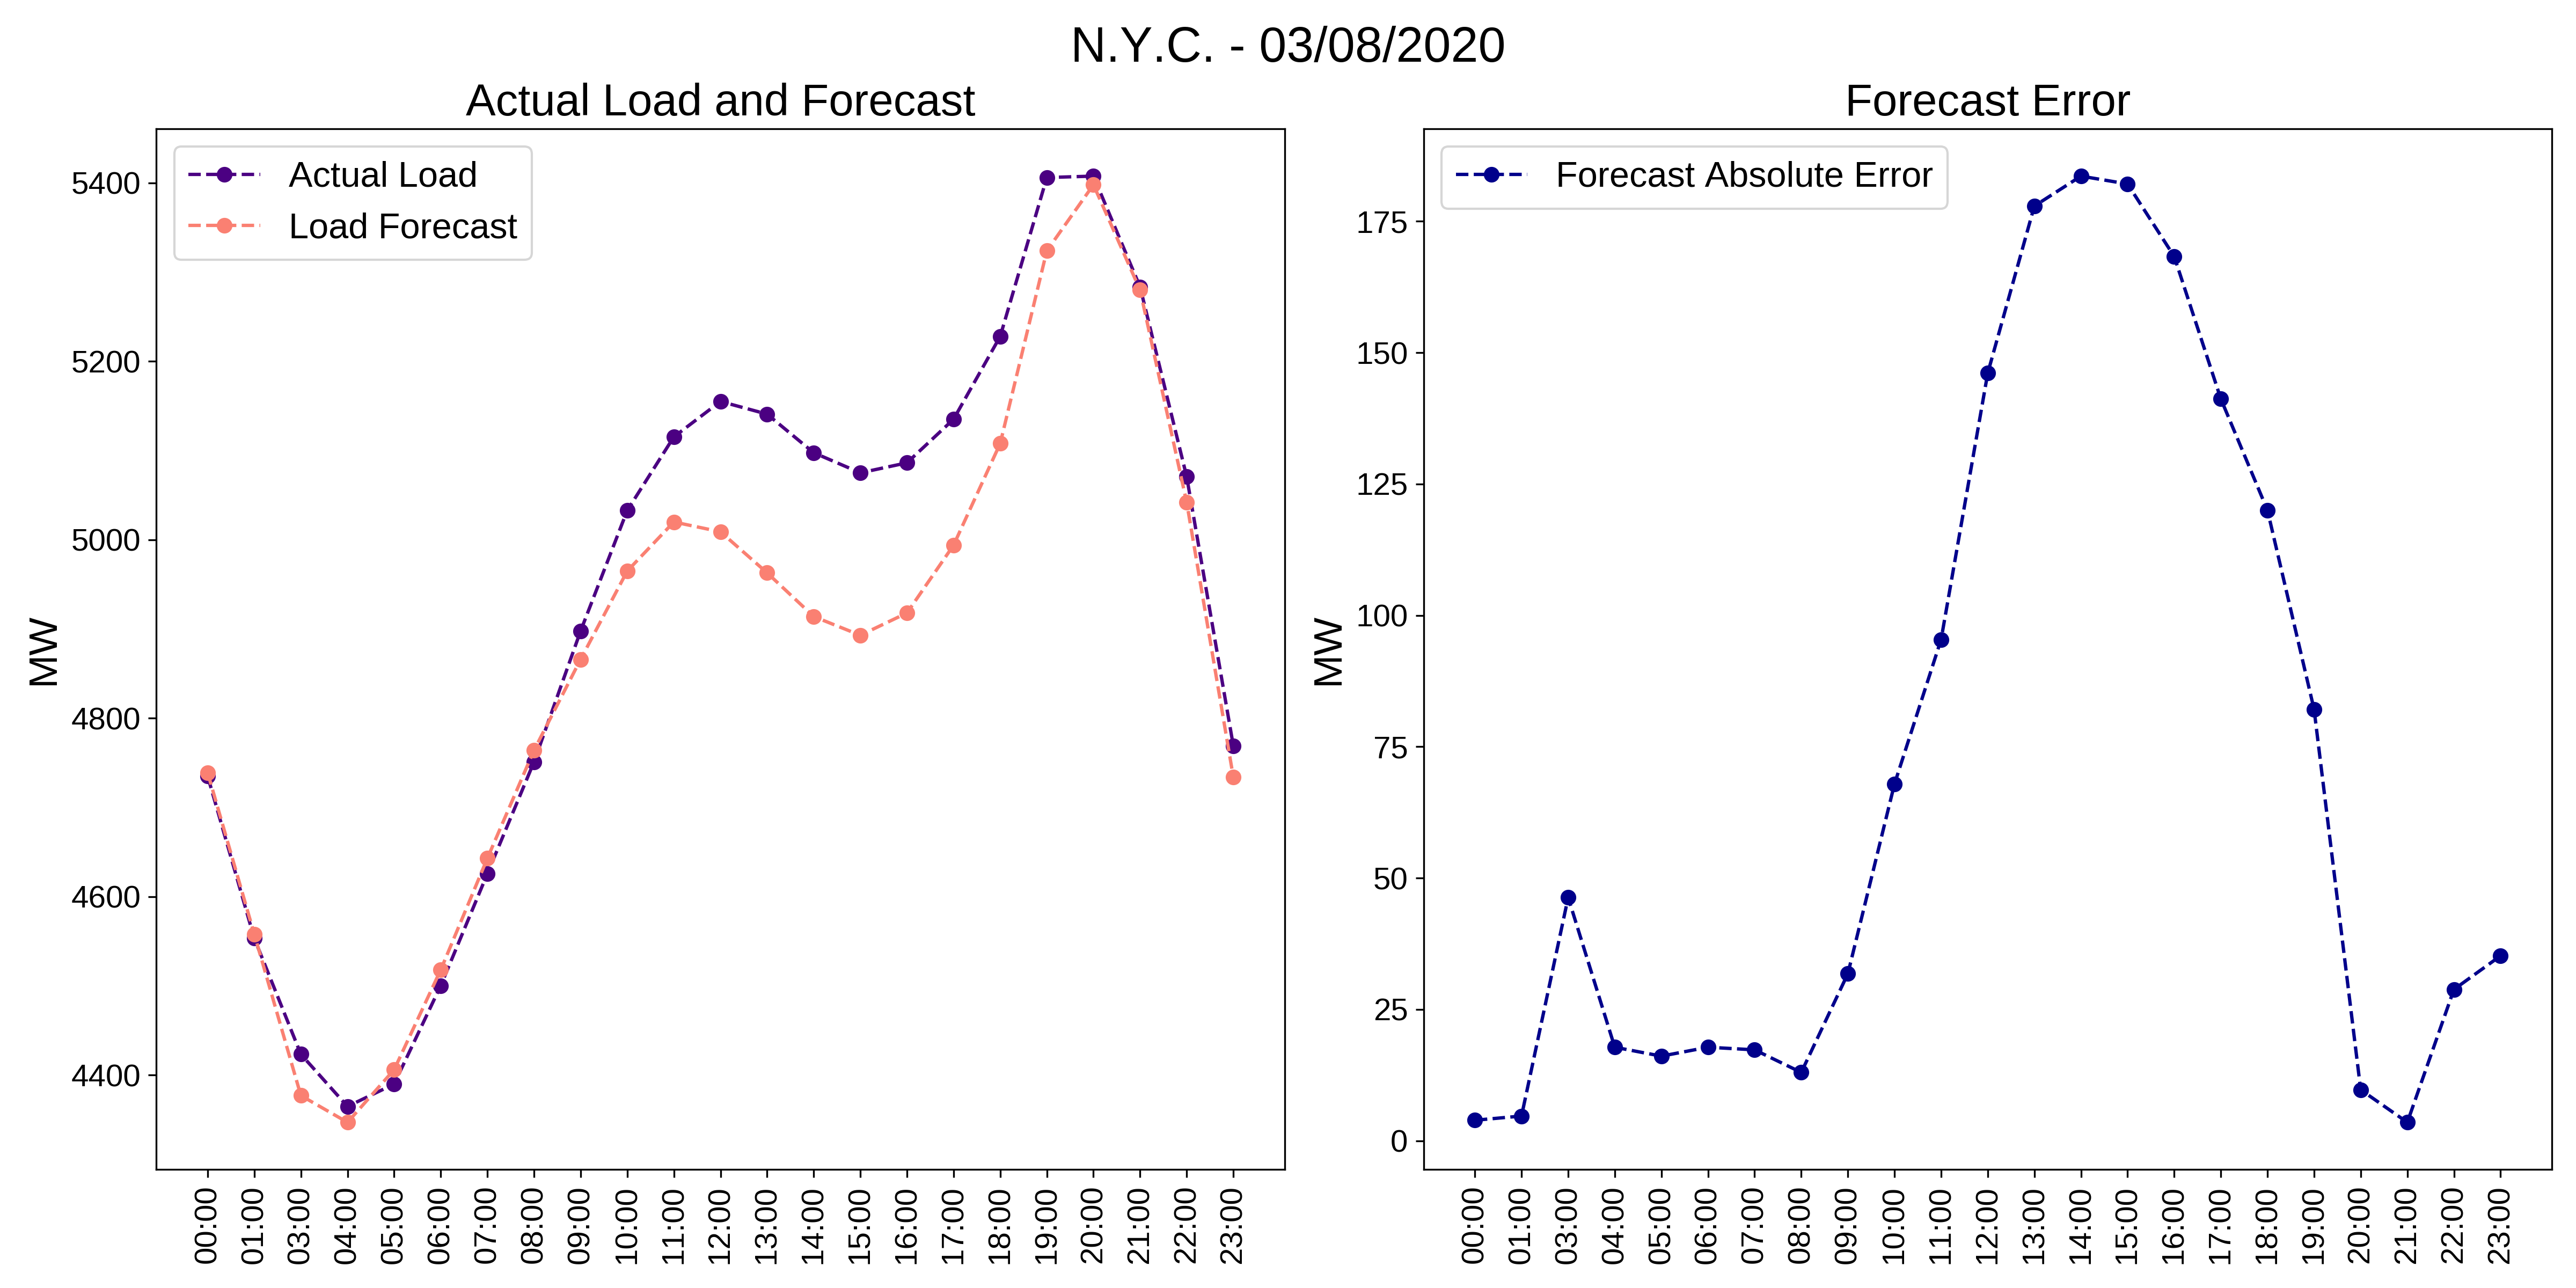 N.Y.C. - 03/08/2020
Actual Load and Forecast
Actual Load
Load Forecast
MW
5400
5200
5000
4800
4600
4400
00:00 01:00 03:00 04:00 05:00 06:00 07:00 08:00 09:00 10:00 11:00 12:00 13:00 14:00 15:00 16:00 17:00 18:00 19:00 20:00 21:00 22:00 23:00
Forecast Error
Forecast Absolute Error
MW
175
150
125
100
75
50
25
0
00:00 01:00 03:00 04:00 05:00 06:00 07:00 08:00 09:00 10:00 11:00 12:00 13:00 14:00 15:00 16:00 17:00 18:00 19:00 20:00 21:00 22:00 23:00